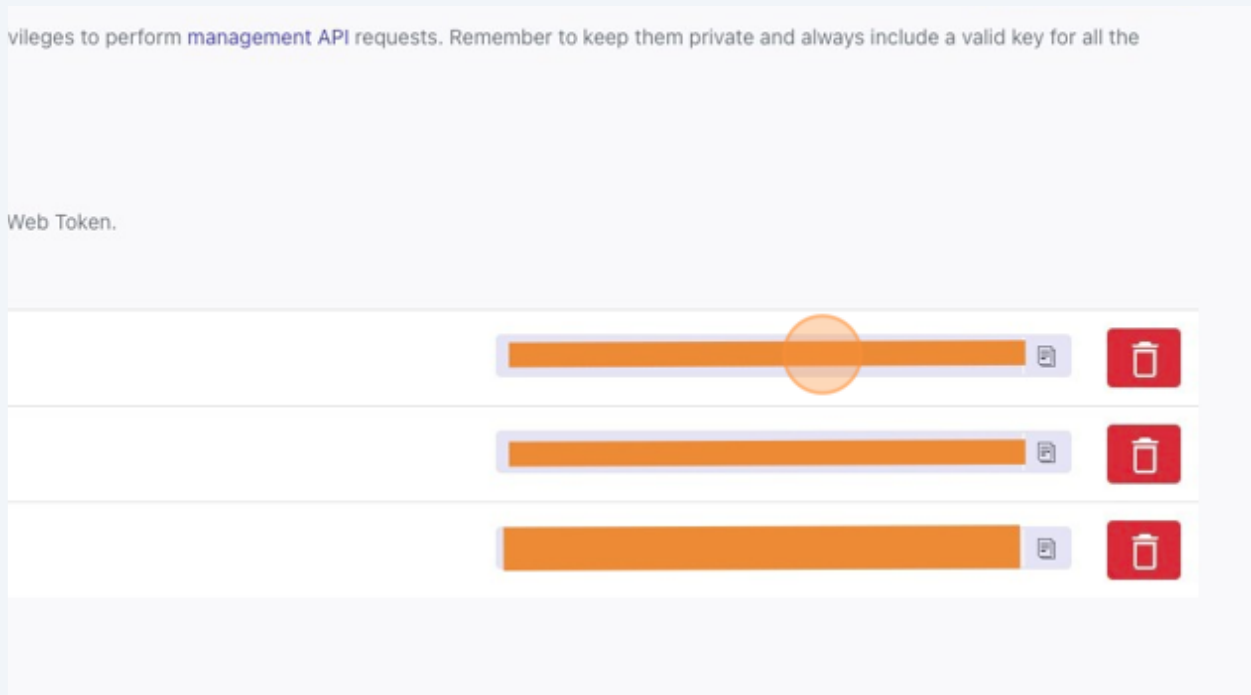 vileges to perform management API requests. Remember to keep them private and always include a valid key for all the
Web Token.